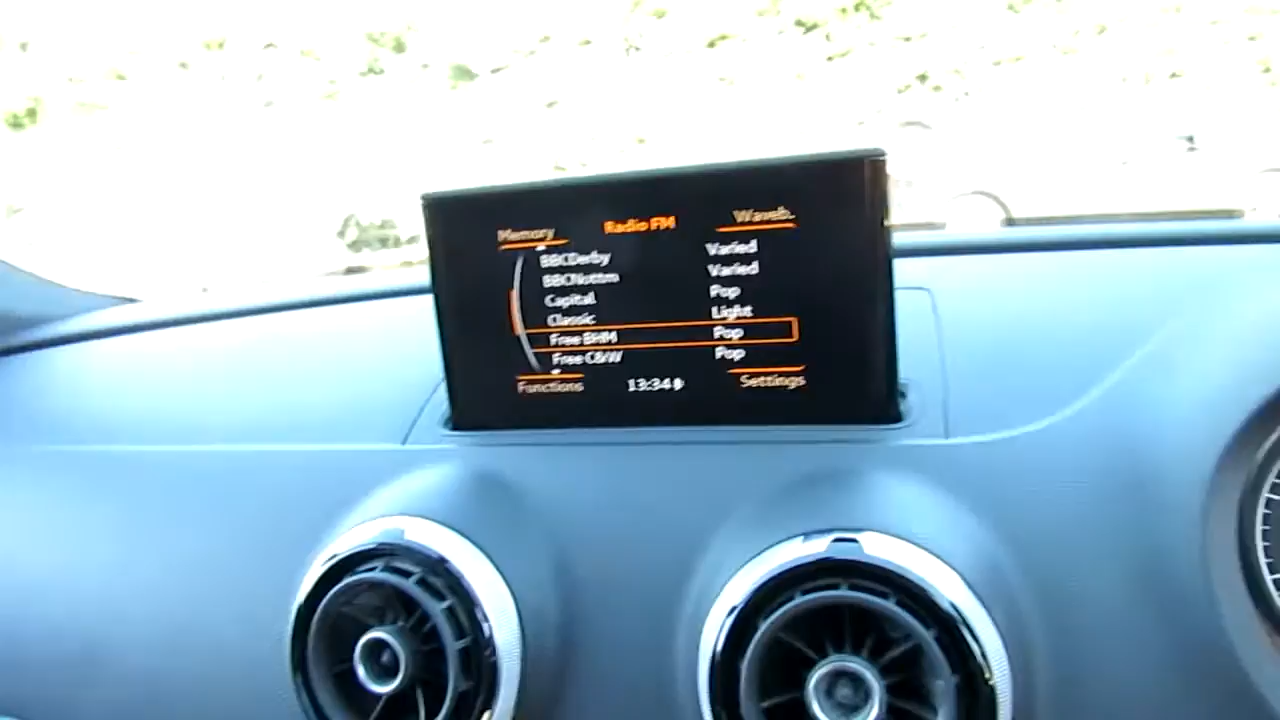 Memory Radio FM Waveb.
BBCDerby Varied
BBCNottm Varied
Capital Pop
Classic Light
Free BHM Pop
Free C&W Pop
Functions 13:34 Settings